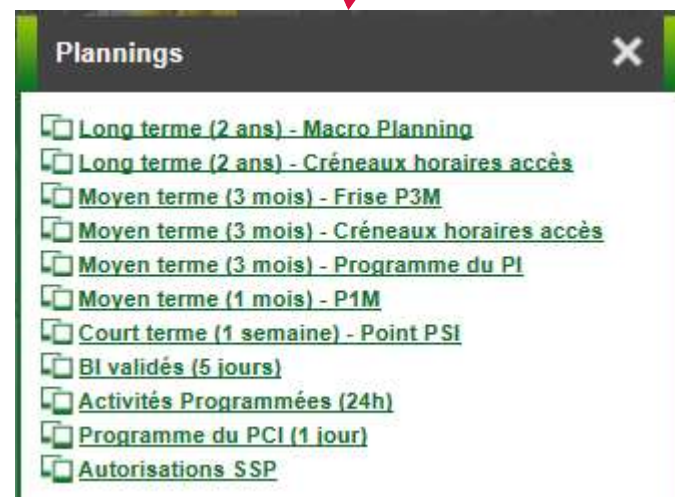 Plannings
Long terme (2 ans) - Macro Planning
Long terme (2 ans) - Créneaux horaires accès
Moyen terme (3 mois) - Frise P3M
Moyen terme (3 mois) - Créneaux horaires accès
Moyen terme (3 mois) - Programme du PI
Moyen terme (1 mois) - P1M
Court terme (1 semaine) - Point PSI
BI validés (5 jours)
Activités Programmées (24h)
Programme du PCI (1 jour)
Autorisations SSP